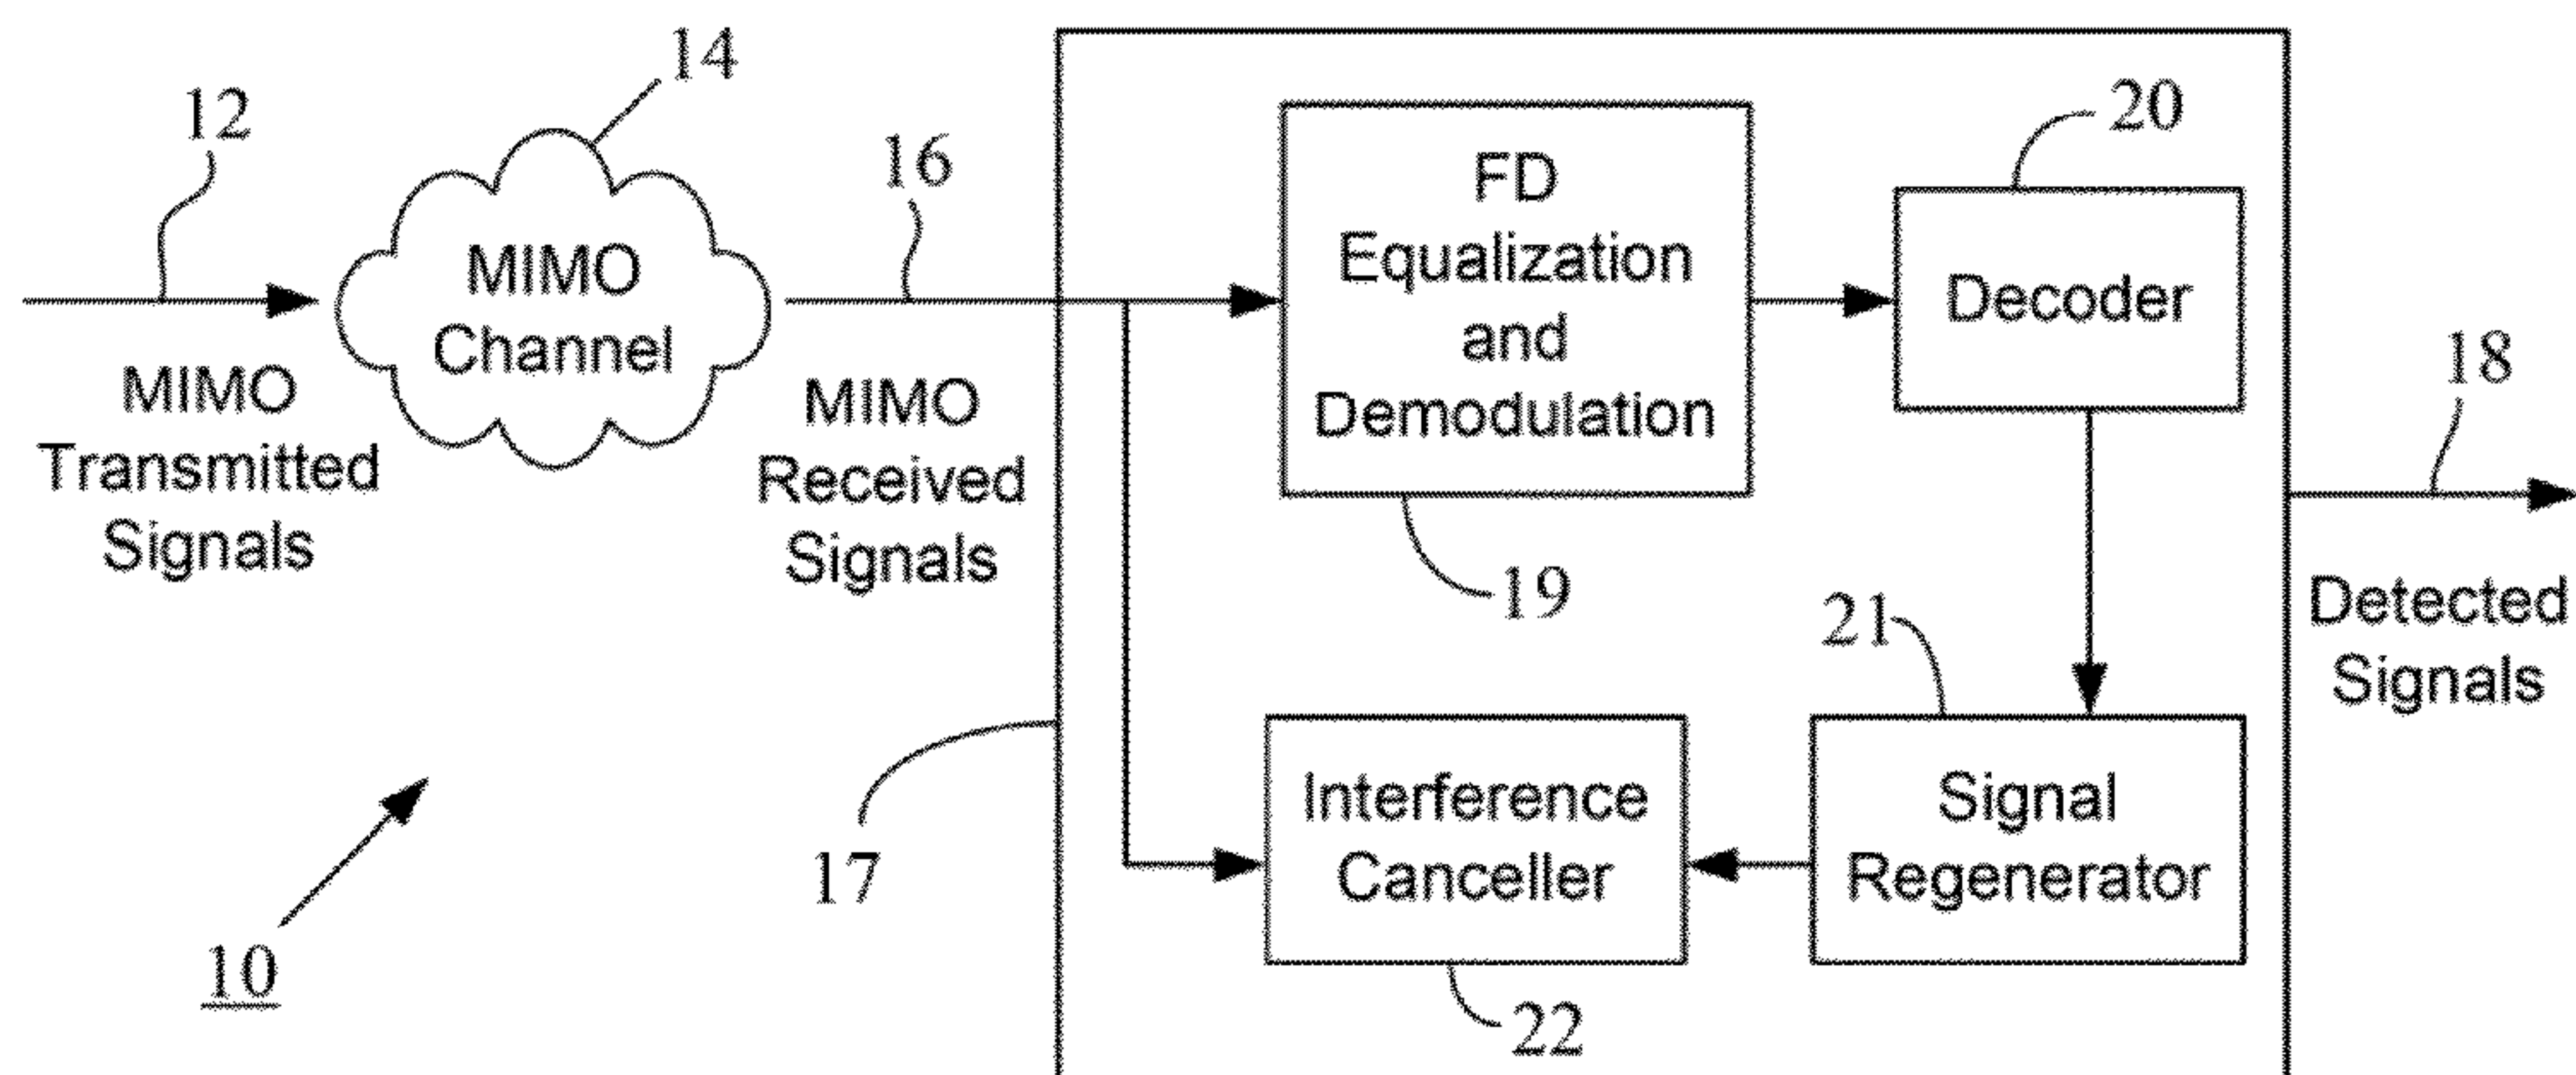 12
14
MIMO
Channel
MIMO
Transmitted
Signals
16
MIMO
Received
Signals
FD
Equalization
and
Demodulation
19
20
Decoder
18
Detected
Signals
21
Signal
Regenerator
Interference
Canceller
22
17
10